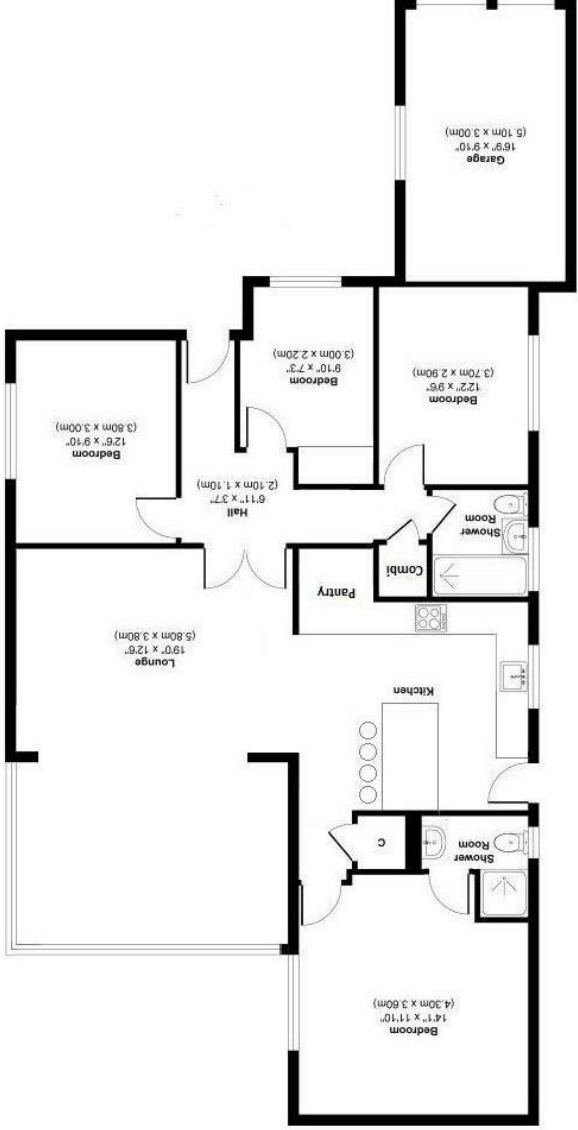 Bedroom
14'1" x 11'10"
(4.30m x 3.60m)
Shower
Room
C
Kitchen
Lounge
19'0" x 12'6"
(5.80m x 3.80m)
Pantry
Combi
Shower
Room
Hall
6'11" x 3'7"
(2.10m x 1.10m)
Bedroom
12'2" x 9'6"
(3.70m x 2.90m)
Bedroom
9'10" x 7'3"
(3.00m x 2.20m)
Bedroom
12'6" x 9'10"
(3.80m x 3.00m)
Garage
16'9" x 9'10"
(5.10m x 3.00m)